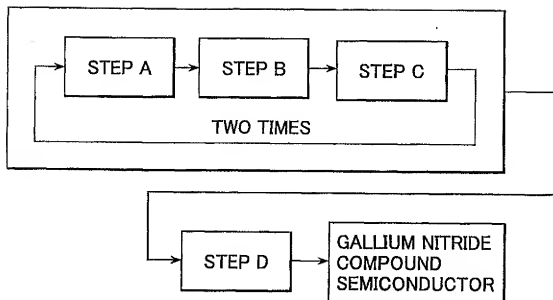 STEP A
STEP B
STEP C
TWO TIMES
STEP D
GALLIUM NITRIDE
COMPOUND
SEMICONDUCTOR